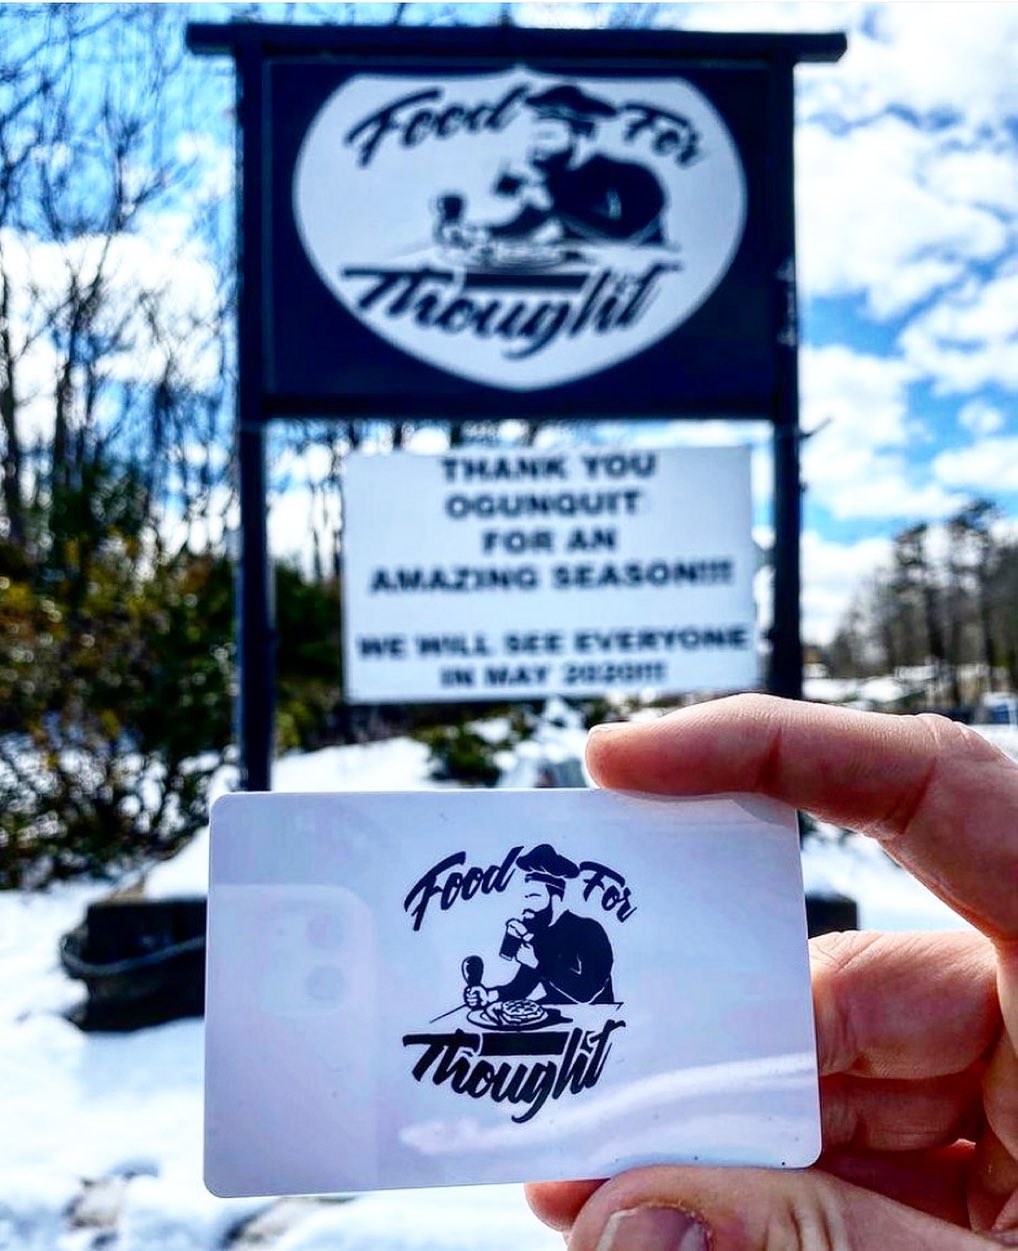 Food For
Thought
THANK YOU
OGUNQUIT
FOR AN
AMAZING SEASON!!!
WE WILL SEE EVERYONE
IN MAY 2020!!!
Food For
Thought